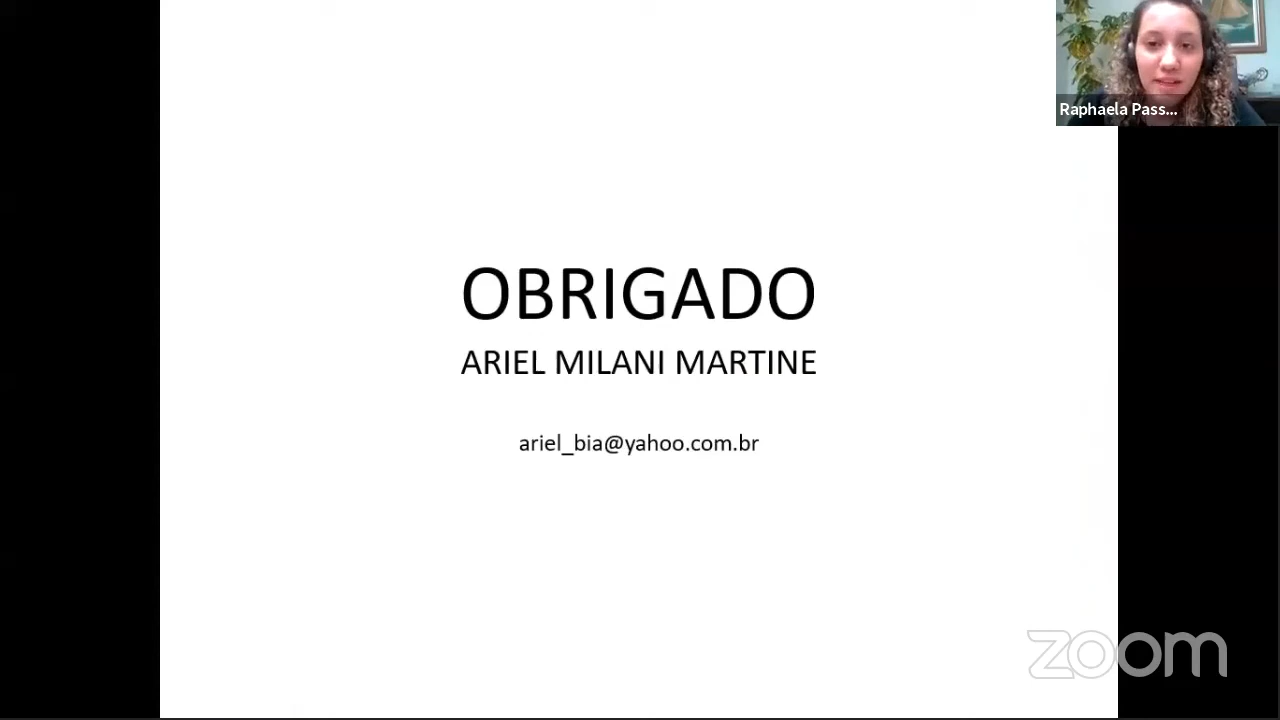 Raphaela Pass...
OBRIGADO
ARIEL MILANI MARTINE
ariel_bia@yahoo.com.br
zoom